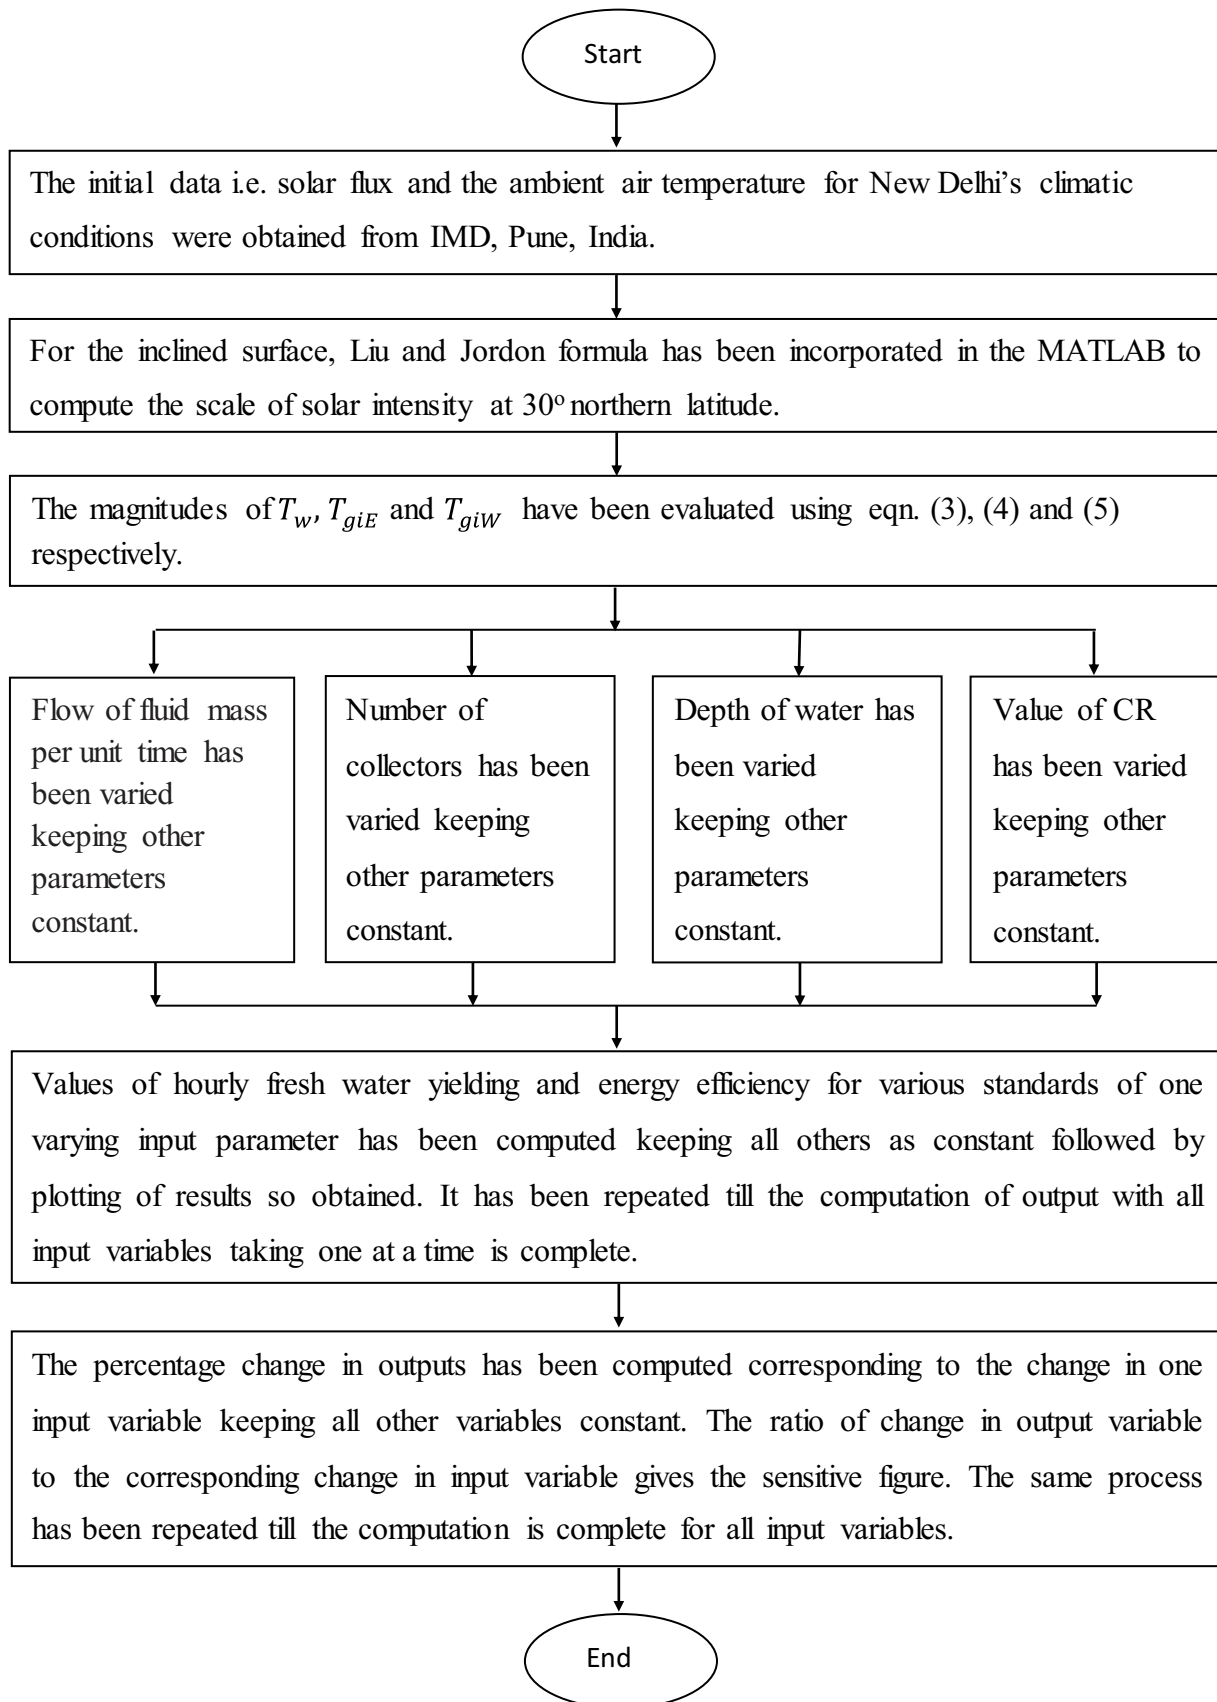 Start
The initial data i.e. solar flux and the ambient air temperature for New Delhi’s climatic
conditions were obtained from IMD, Pune, India.
For the inclined surface, Liu and Jordon formula has been incorporated in the MATLAB to
compute the scale of solar intensity at 30º northern latitude.
The magnitudes of T_w, T_giE and T_giW have been evaluated using eqn. (3), (4) and (5)
respectively.
Flow of fluid mass
per unit time has
been varied
keeping other
parameters
constant.
Number of
collectors has been
varied keeping
other parameters
constant.
Depth of water has
been varied
keeping other
parameters
constant.
Value of CR
has been varied
keeping other
parameters
constant.
Values of hourly fresh water yielding and energy efficiency for various standards of one
varying input parameter has been computed keeping all others as constant followed by
plotting of results so obtained. It has been repeated till the computation of output with all
input variables taking one at a time is complete.
The percentage change in outputs has been computed corresponding to the change in one
input variable keeping all other variables constant. The ratio of change in output variable
to the corresponding change in input variable gives the sensitive figure. The same process
has been repeated till the computation is complete for all input variables.
End